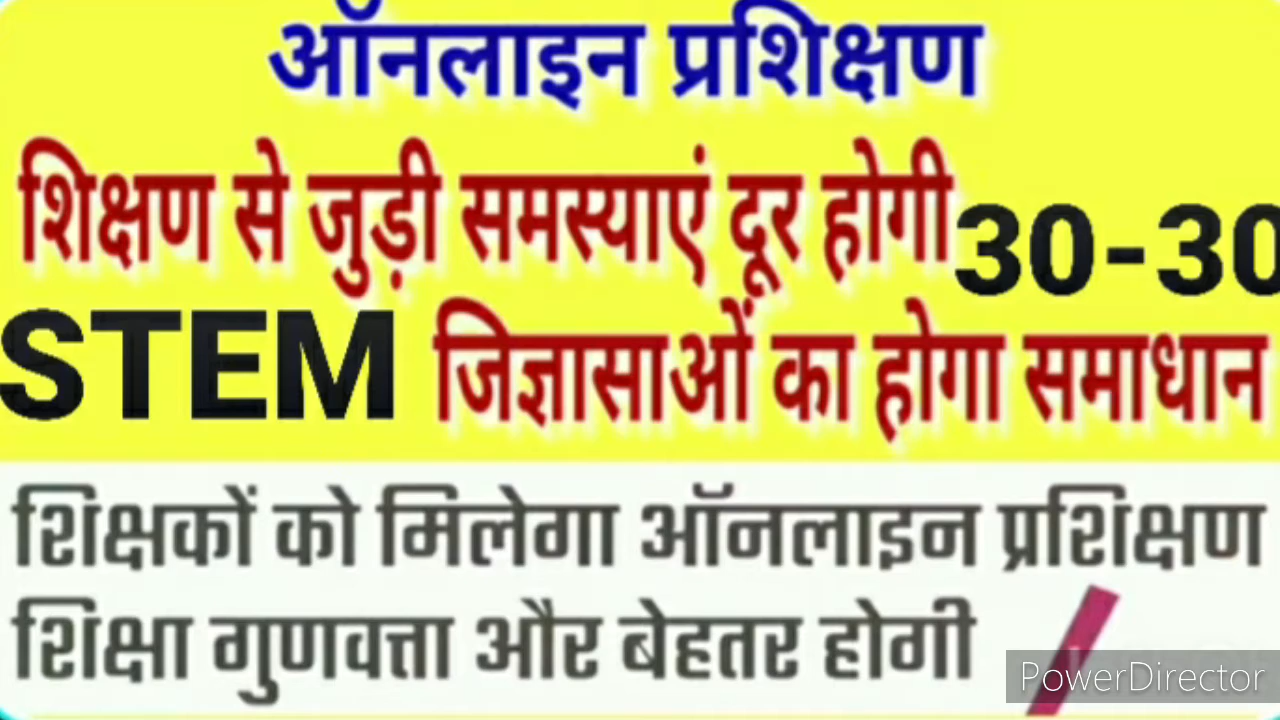 ऑनलाइन प्रशिक्षण
शिक्षण से जुड़ी समस्याएं दूर होगी 30-30
STEM जिज्ञासाओं का होगा समाधान
शिक्षकों को मिलेगा ऑनलाइन प्रशिक्षण
शिक्षा गुणवत्ता और बेहतर होगी
PowerDirector